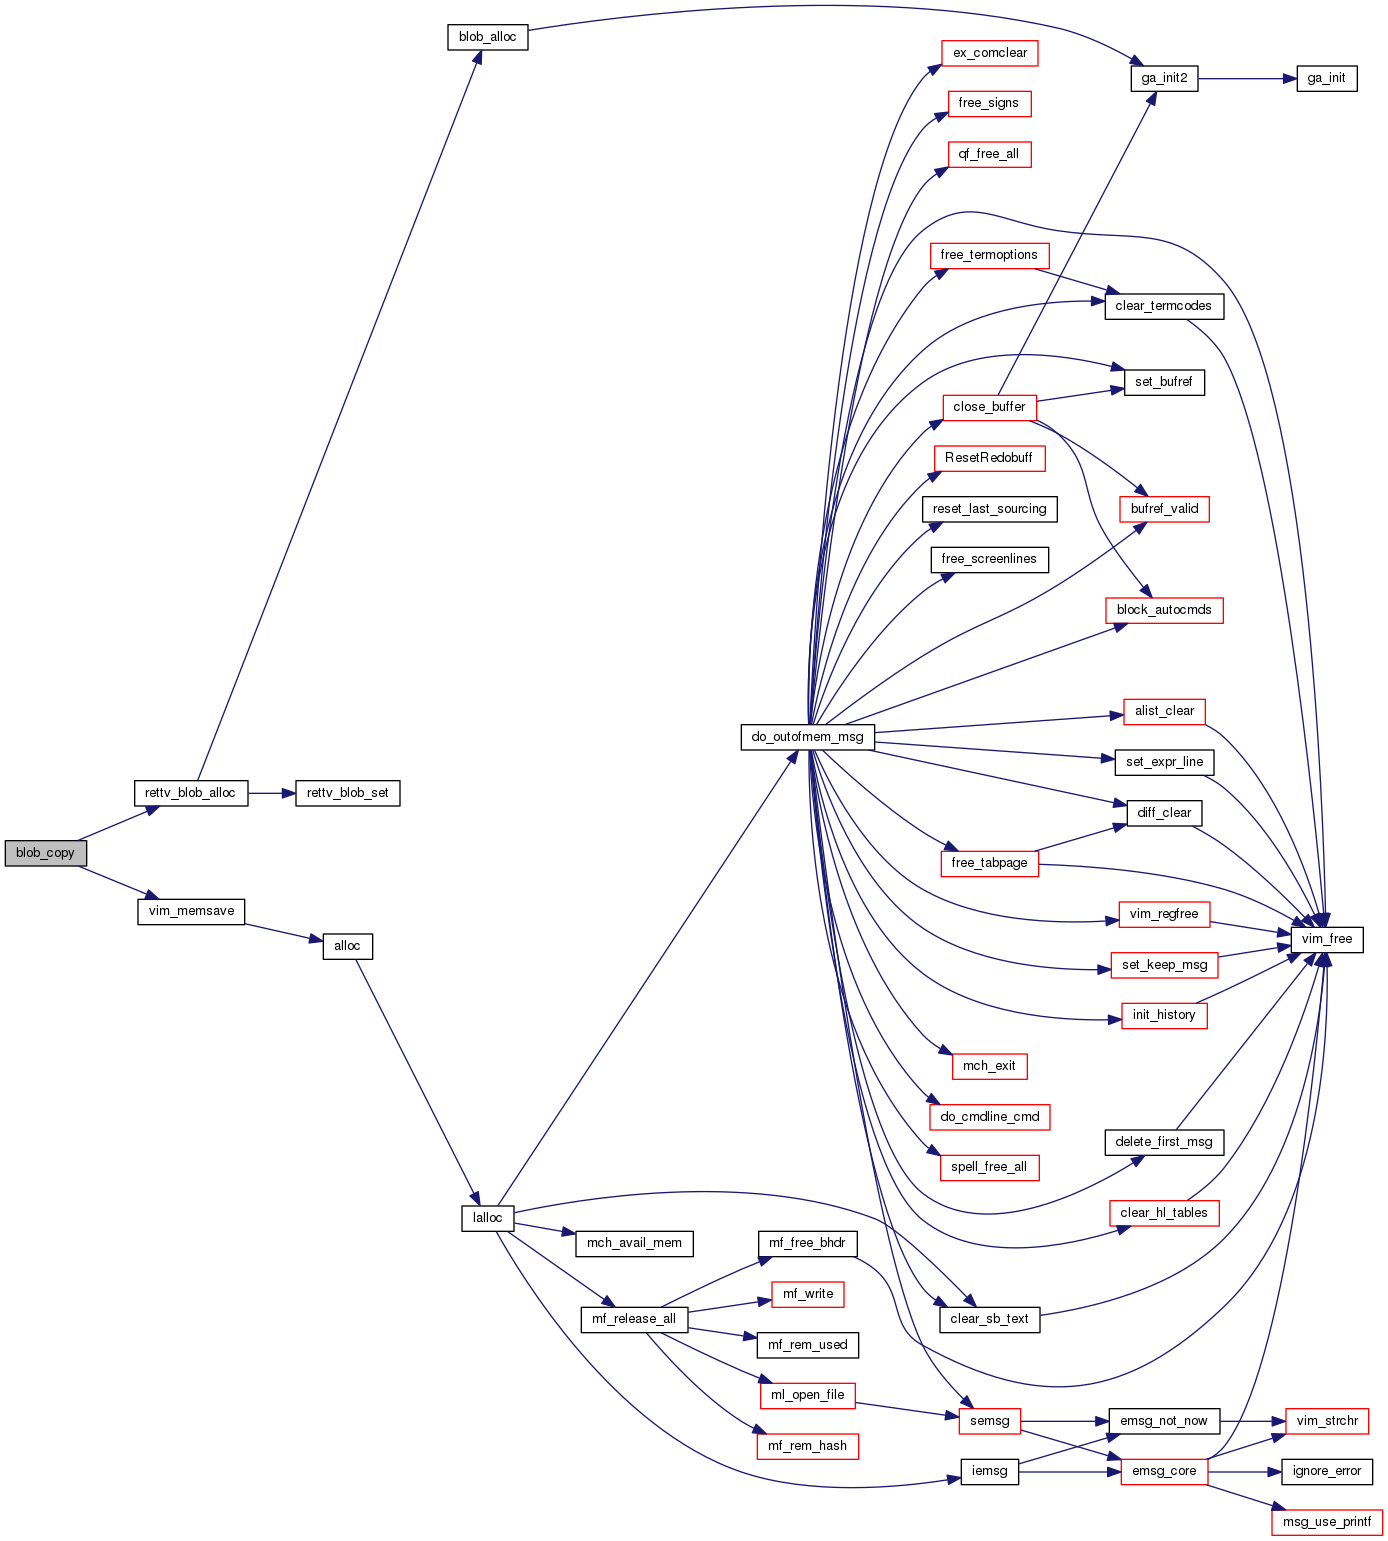 blob_alloc
ex_comclear
ga_init2
ga_init
free_signs
qf_free_all
free_termoptions
clear_termcodes
set_bufref
close_buffer
ResetRedobuff
reset_last_sourcing
bufref_valid
free_screenlines
block_autocmds
alist_clear
do_outofmem_msg
set_expr_line
rettv_blob_alloc
rettv_blob_set
diff_clear
blob_copy
free_tabpage
vim_memsave
vim_regfree
alloc
vim_free
set_keep_msg
init_history
mch_exit
do_cmdline_cmd
delete_first_msg
spell_free_all
lalloc
clear_hl_tables
mch_avail_mem
mf_free_bhdr
mf_write
mf_release_all
clear_sb_text
mf_rem_used
ml_open_file
semsg
emsg_not_now
vim_strchr
mf_rem_hash
iemsg
emsg_core
ignore_error
msg_use_printf